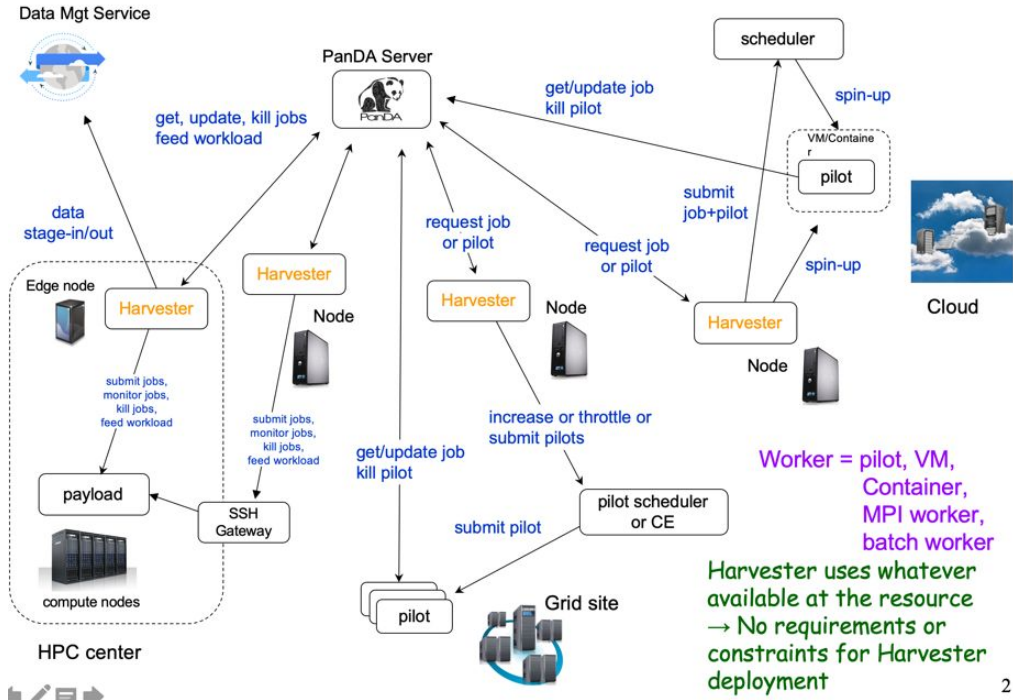 Data Mgt Service
PanDA Server
PanDA
scheduler
get/update job
kill pilot
spin-up
get, update, kill jobs
feed workload
VM/Containe
r
pilot
submit
job+pilot
data
stage-in/out
request job
or pilot
request job
or pilot
spin-up
Cloud
Edge node
Harvester
Harvester
Node
Harvester
Node
Harvester
Node
submit jobs,
monitor jobs,
kill jobs,
feed workload
submit jobs,
monitor jobs,
kill jobs,
feed workload
get/update job
kill pilot
increase or throttle or
submit pilots
payload
SSH
Gateway
submit pilot
pilot scheduler
or CE
compute nodes
pilot
Grid site
HPC center
Worker = pilot, VM,
Container,
MPI worker,
batch worker
Harvester uses whatever
available at the resource
→ No requirements or
constraints for Harvester
deployment
2